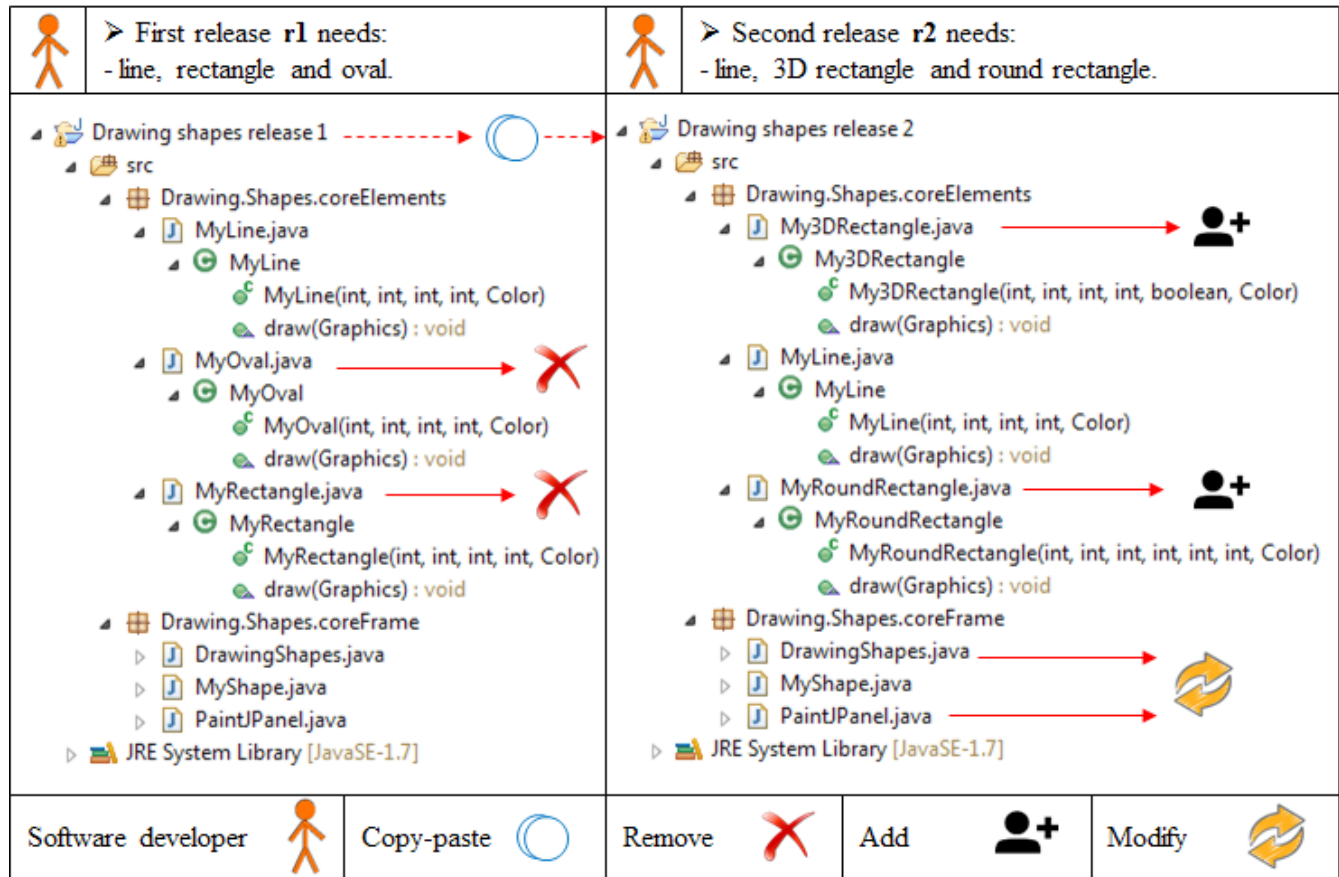 ➢ First release r1 needs:
- line, rectangle and oval.
➢ Second release r2 needs:
- line, 3D rectangle and round rectangle.
Drawing shapes release 1
src
Drawing.Shapes.coreElements
MyLine.java
MyLine
MyLine(int, int, int, int, Color)
draw(Graphics) : void
MyOval.java
MyOval
MyOval(int, int, int, int, Color)
draw(Graphics) : void
MyRectangle.java
MyRectangle
MyRectangle(int, int, int, int, Color)
draw(Graphics) : void
Drawing.Shapes.coreFrame
DrawingShapes.java
MyShape.java
PaintJPanel.java
JRE System Library [JavaSE-1.7]
Drawing shapes release 2
src
Drawing.Shapes.coreElements
My3DRectangle.java
My3DRectangle
My3DRectangle(int, int, int, int, boolean, Color)
draw(Graphics) : void
MyLine.java
MyLine
MyLine(int, int, int, int, Color)
draw(Graphics) : void
MyRoundRectangle.java
MyRoundRectangle
MyRoundRectangle(int, int, int, int, int, int, Color)
draw(Graphics) : void
Drawing.Shapes.coreFrame
DrawingShapes.java
MyShape.java
PaintJPanel.java
JRE System Library [JavaSE-1.7]
Software developer
Copy-paste
Remove
Add
Modify